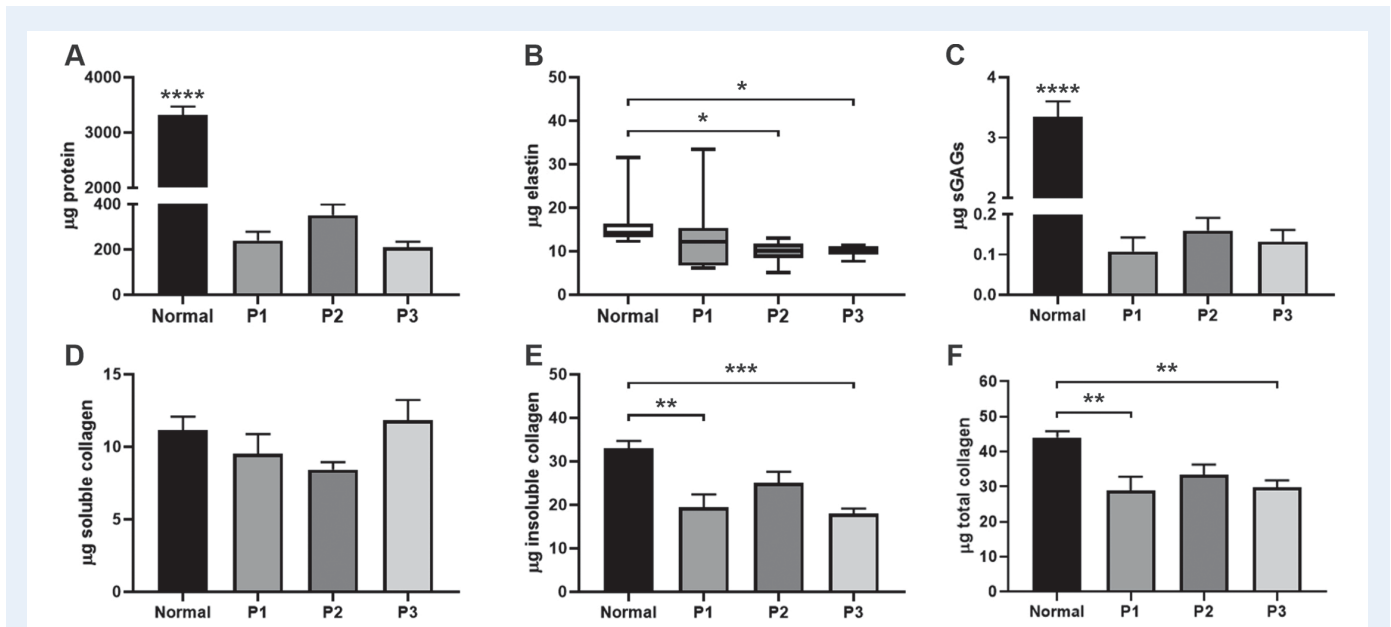 A
B
C
4000
3000
2000
400
200
0
µg protein
****
Normal P1 P2 P3
50
40
30
20
10
0
µg elastin
*
*
Normal P1 P2 P3
4
3
2
0.2
0.1
0.0
µg sGAGs
****
Normal P1 P2 P3
D
E
F
15
10
5
0
µg soluble collagen
Normal P1 P2 P3
50
40
30
20
10
0
µg insoluble collagen
***
**
Normal P1 P2 P3
60
50
40
30
20
10
0
µg total collagen
**
**
Normal P1 P2 P3